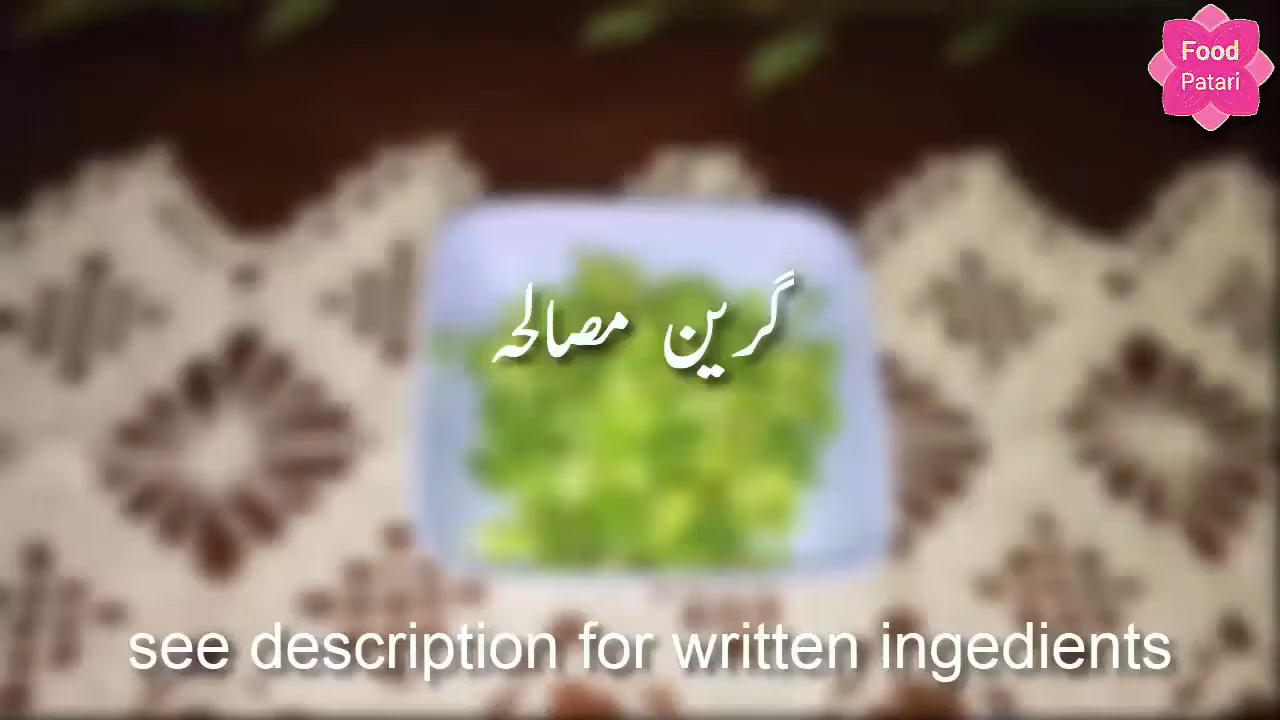 Food
Patari
گرین مصالحہ
see description for written ingedients